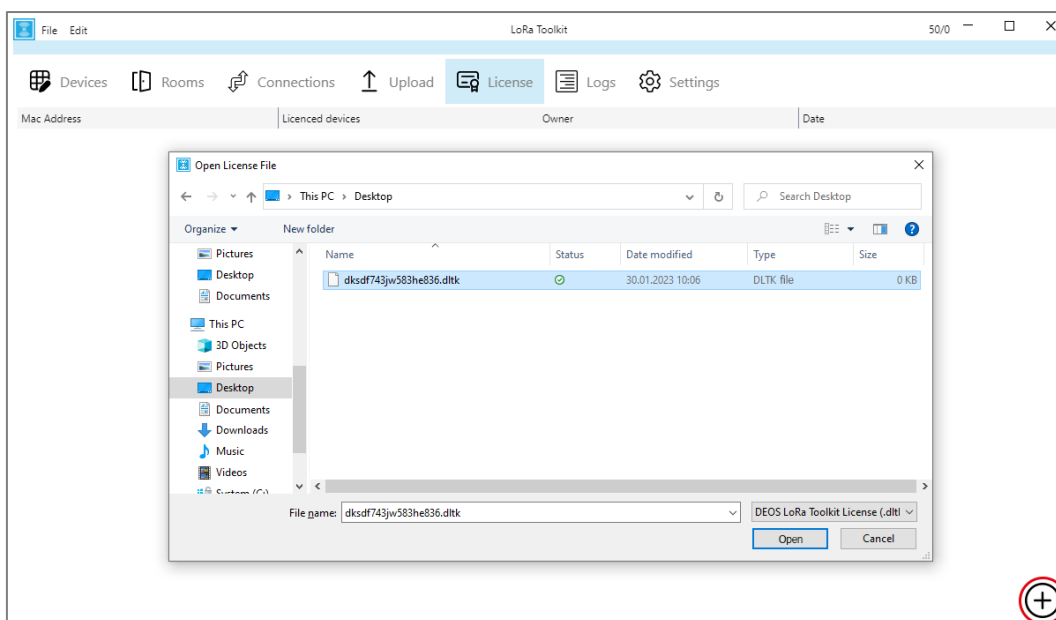 File Edit LoRa Toolkit 50/0
Devices Rooms Connections Upload License Logs Settings
Mac Address Licenced devices Owner Date
Open License File
This PC Desktop Search Desktop
Organize New folder
Pictures
Desktop
Documents
This PC
3D Objects
Pictures
Desktop
Documents
Downloads
Music
Videos
Name Status Date modified Type Size
dksdf743jw583he836.dltk 30.01.2023 10:06 DLTK file 0 KB
File name: dksdf743jw583he836.dltk DEOS LoRa Toolkit License (.dltl
Open Cancel